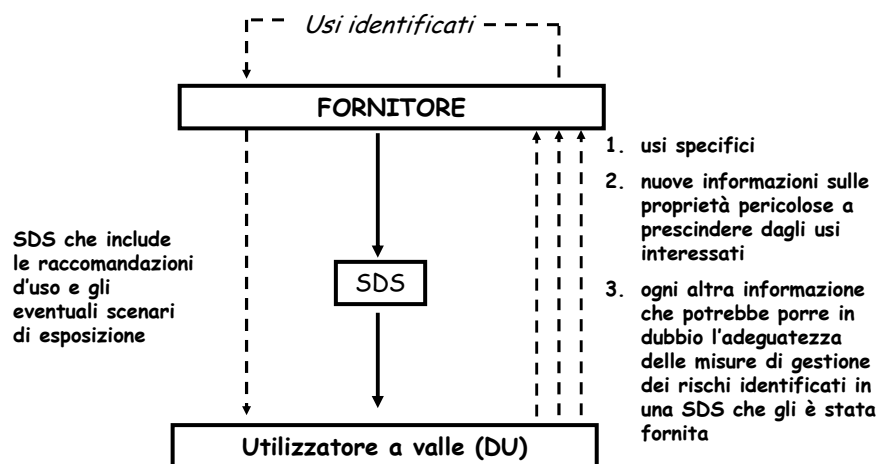 Usi identificati
FORNITORE
SDS che include
le raccomandazioni
d'uso e gli
eventuali scenari
di esposizione
SDS
1. usi specifici
2. nuove informazioni sulle
proprietà pericolose a
prescindere dagli usi
interessati
3. ogni altra informazione
che potrebbe porre in
dubbio l'adeguatezza
delle misure di gestione
dei rischi identificati in
una SDS che gli è stata
fornita
Utilizzatore a valle (DU)